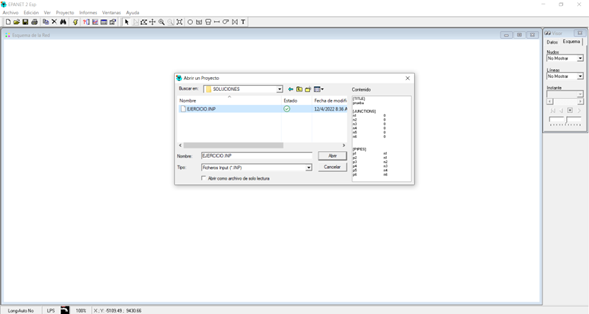 EPANET 2 Esp.
Archivo Edición Ver Proyecto Informes Ventanas Ayuda
Esquema de la Red
Visual
Datos Esquema
Nudos
No Mostrar
Líneas
No Mostrar
Instante
Abrir un Proyecto
Buscar en: SOLUCIONES
Nombre Estado Fecha de modifi
EJERCICIO.INP 12/4/2022 8:36 A
Nombre: EJERCICIO.INP Abrir
Tipo: Ficheros Input (*.INP) Cancelar
Abrir como archivo de sólo lectura
Contenido
[TITLE]
prueba
[JUNCTIONS]
n1 0
n2 0
n3 0
n4 0
n5 0
n6 0
[PIPES]
p1 n1
p2 n1
p3 n2
p4 n3
p5 n4
p6 n4
Long-Auto No LPS 100% X, Y: 5103.49 ; 9430.66